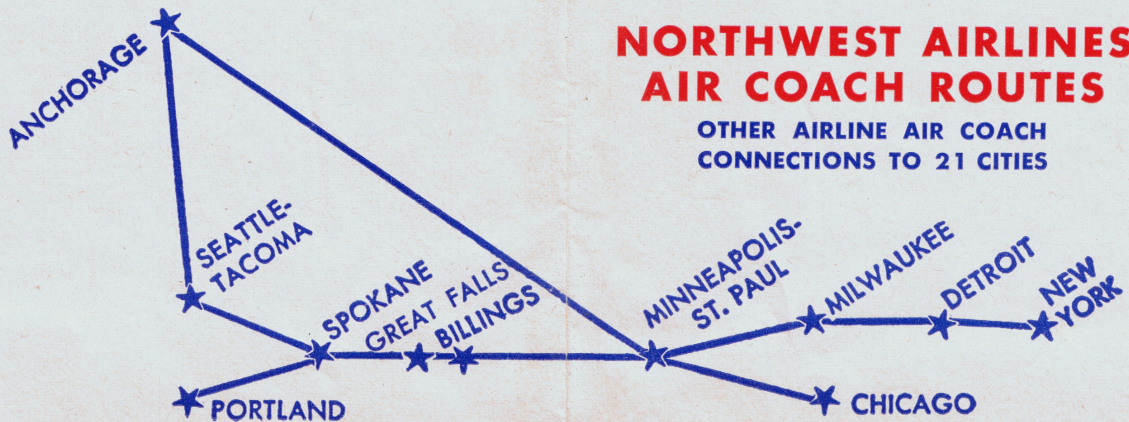 NORTHWEST AIRLINES
AIR COACH ROUTES
OTHER AIRLINE AIR COACH
CONNECTIONS TO 21 CITIES
ANCHORAGE
SEATTLE-
TACOMA
SPOKANE
GREAT FALLS
BILLINGS
MINNEAPOLIS-
ST. PAUL
MILWAUKEE
DETROIT
NEW
YORK
PORTLAND
CHICAGO